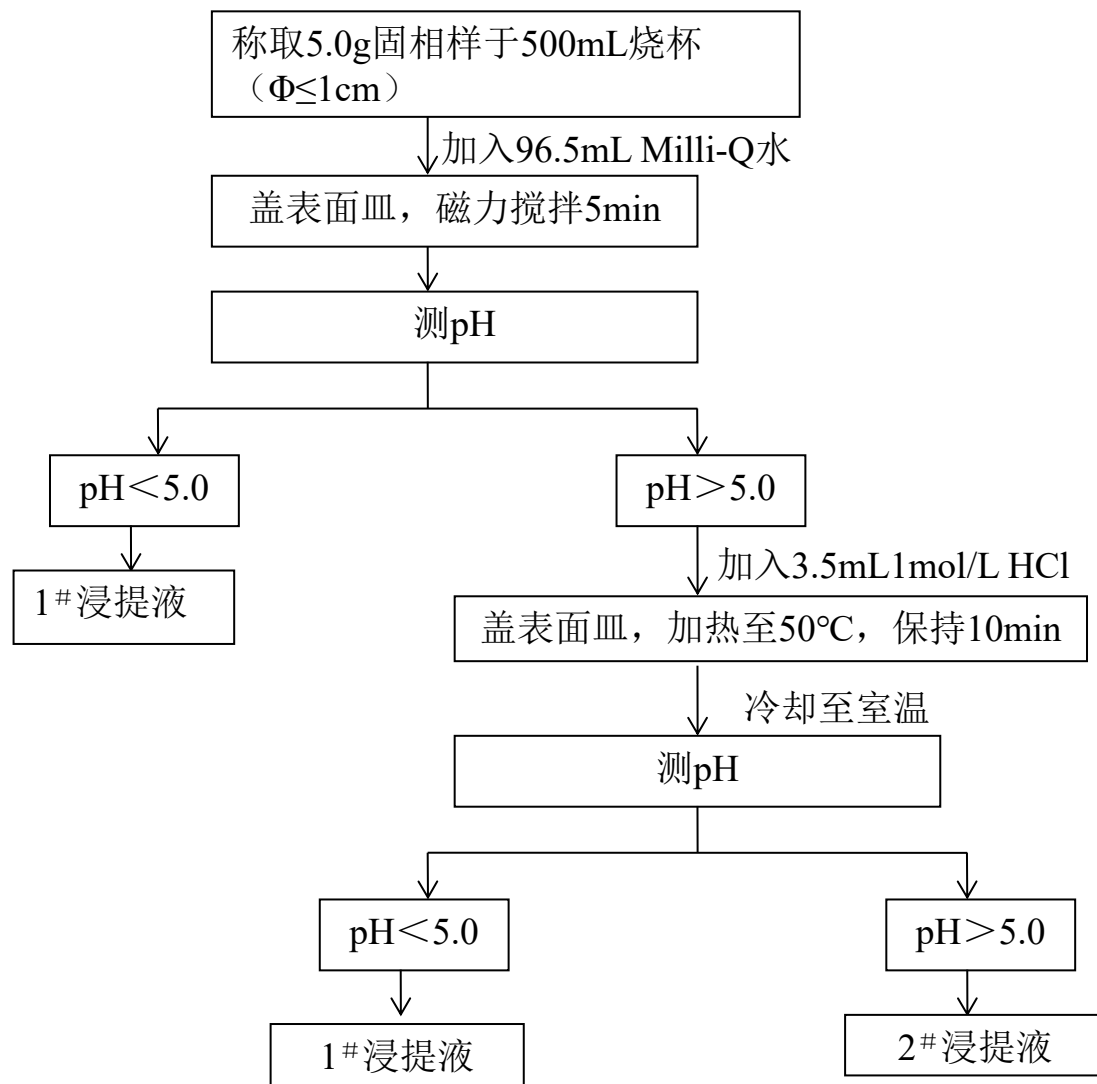 称取5.0g固相样于500mL烧杯
（Φ≤1cm）
加入96.5mL Milli-Q水
盖表面皿，磁力搅拌5min
测pH
pH＜5.0
pH＞5.0
1#浸提液
加入3.5mL1mol/L HCl
盖表面皿，加热至50℃，保持10min
冷却至室温
测pH
pH＜5.0
pH＞5.0
1#浸提液
2#浸提液